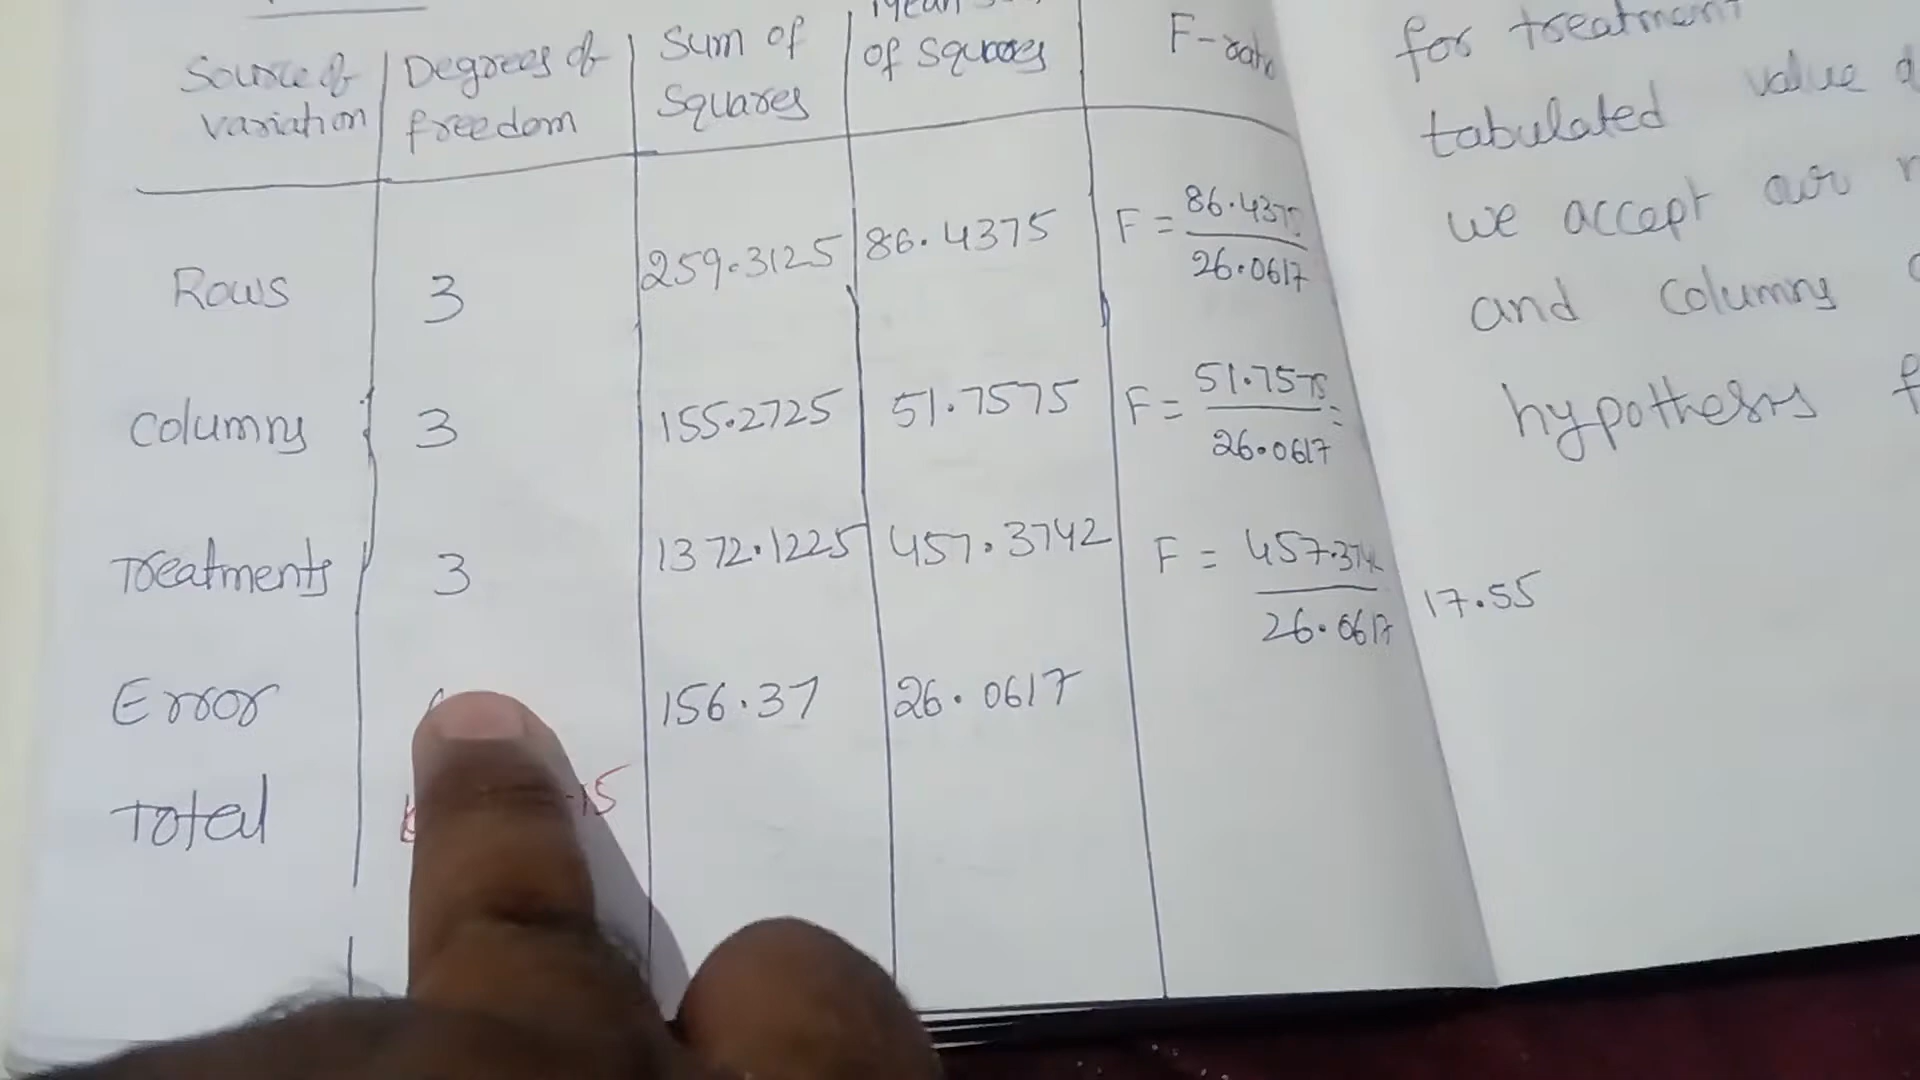 Source of variation | Degrees of freedom | Sum of Squares | Mean of Squares | F-ratio
Rows | 3 | 259.3125 | 86.4375 | F = 86.4375 / 26.0617
Columns | 3 | 155.2725 | 51.7575 | F = 51.7575 / 26.0617 =
Treatments | 3 | 1372.1225 | 457.3742 | F = 457.374 / 26.0617 17.55
Error | 156.37 | 26.0617
Total | 15
for treatment
tabulated value
we accept our
and columns
hypothesis